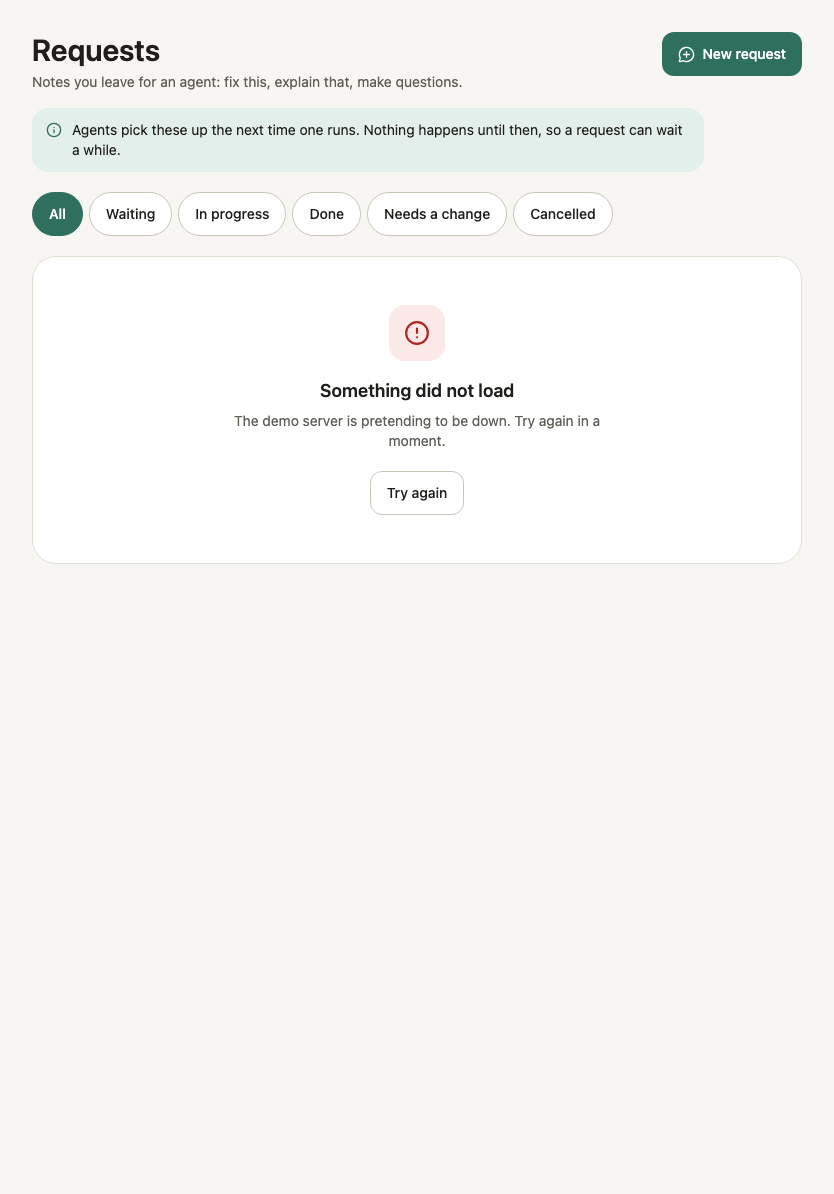 Requests
New request
Notes you leave for an agent: fix this, explain that, make questions.
Agents pick these up the next time one runs. Nothing happens until then, so a request can wait
a while.
All
Waiting
In progress
Done
Needs a change
Cancelled
Something did not load
The demo server is pretending to be down. Try again in a
moment.
Try again